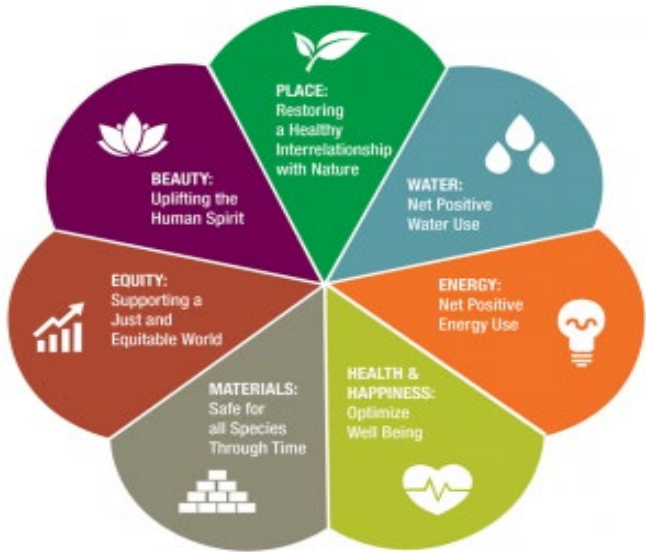 PLACE:
Restoring
a Healthy
Interrelationship
with Nature
WATER:
Net Positive
Water Use
ENERGY:
Net Positive
Energy Use
HEALTH &
HAPPINESS:
Optimize
Well Being
MATERIALS:
Safe for
all Species
Through Time
EQUITY:
Supporting a
Just and
Equitable World
BEAUTY:
Uplifting the
Human Spirit